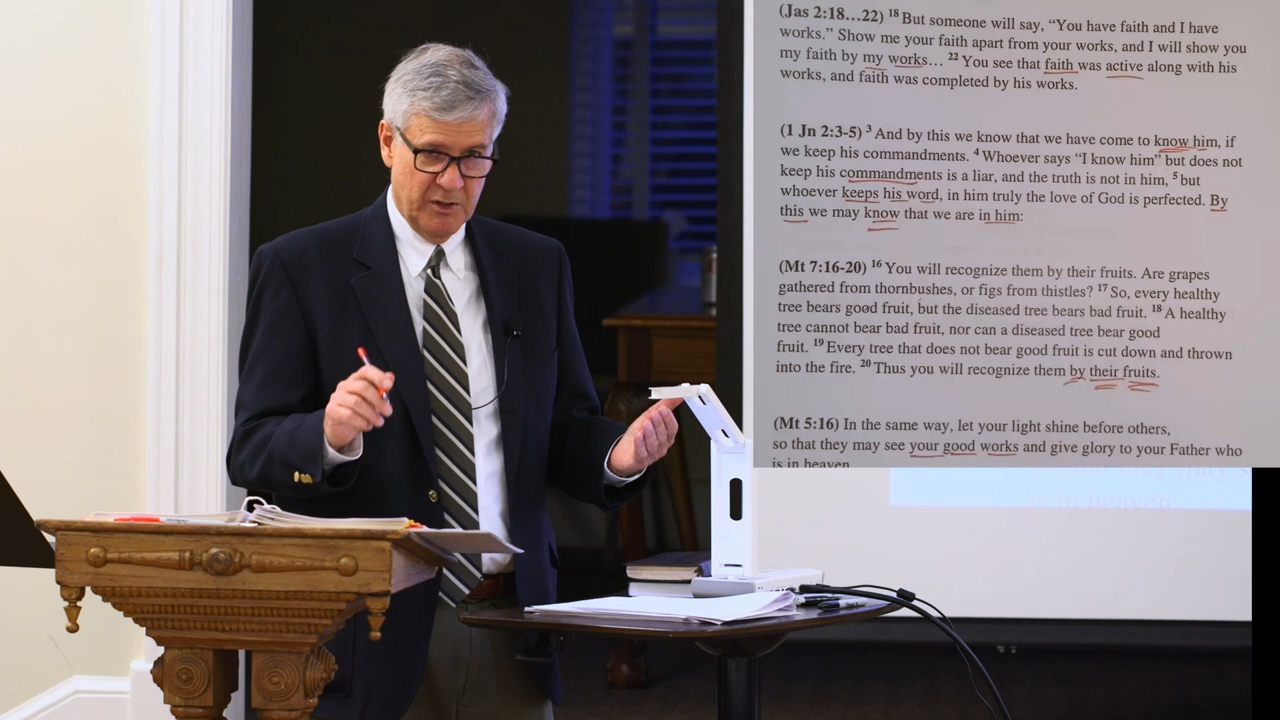 (Jas 2:18…22) 18 But someone will say, “You have faith and I have
works.” Show me your faith apart from your works, and I will show you
my faith by my works… 22 You see that faith was active along with his
works, and faith was completed by his works.
(1 Jn 2:3-5) 3 And by this we know that we have come to know him, if
we keep his commandments. 4 Whoever says “I know him” but does not
keep his commandments is a liar, and the truth is not in him, 5 but
whoever keeps his word, in him truly the love of God is perfected. By
this we may know that we are in him:
(Mt 7:16-20) 16 You will recognize them by their fruits. Are grapes
gathered from thornbushes, or figs from thistles? 17 So, every healthy
tree bears good fruit, but the diseased tree bears bad fruit. 18 A healthy
tree cannot bear bad fruit, nor can a diseased tree bear good
fruit. 19 Every tree that does not bear good fruit is cut down and thrown
into the fire. 20 Thus you will recognize them by their fruits.
(Mt 5:16) In the same way, let your light shine before others,
so that they may see your good works and give glory to your Father who
is in heaven
is in heaven